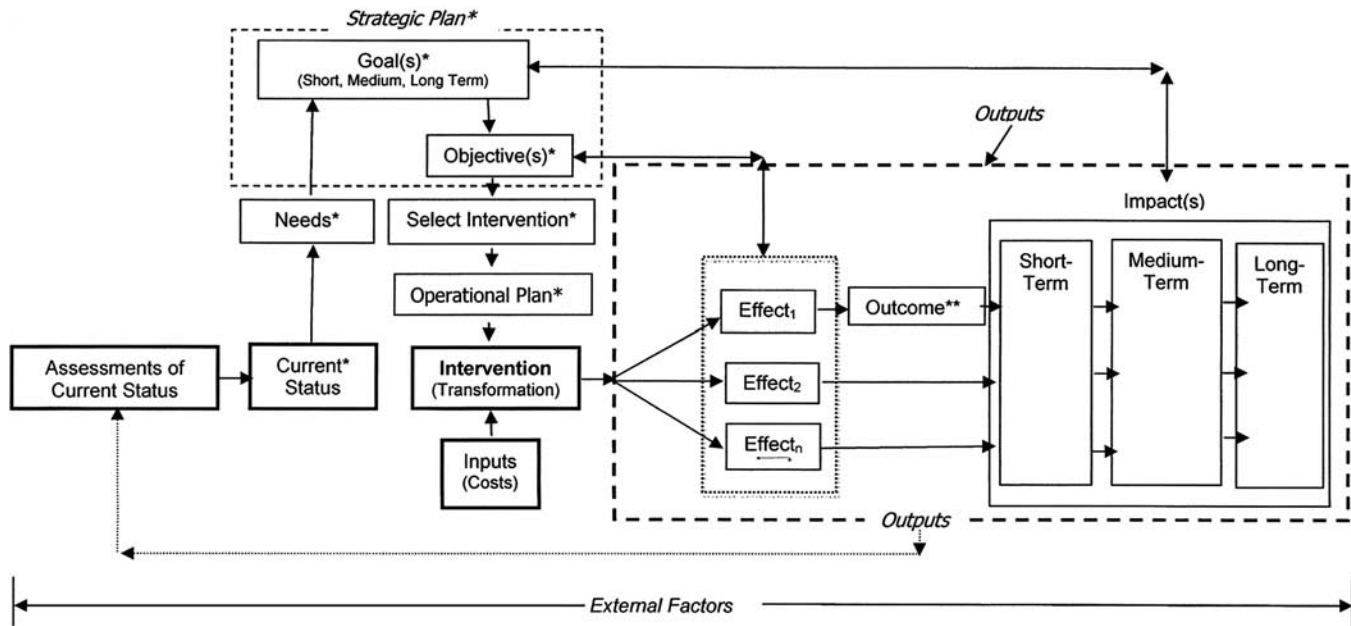 Strategic Plan*
Goal(s)*
(Short, Medium, Long Term)
Outputs
Objective(s)*
Impact(s)
Needs*
Select Intervention*
Short-
Term
Medium-
Term
Long-
Term
Operational Plan*
Effect₁
Outcome**
Assessments of
Current Status
Current*
Status
Intervention
(Transformation)
Effect₂
Effectₙ
Inputs
(Costs)
Outputs
External Factors